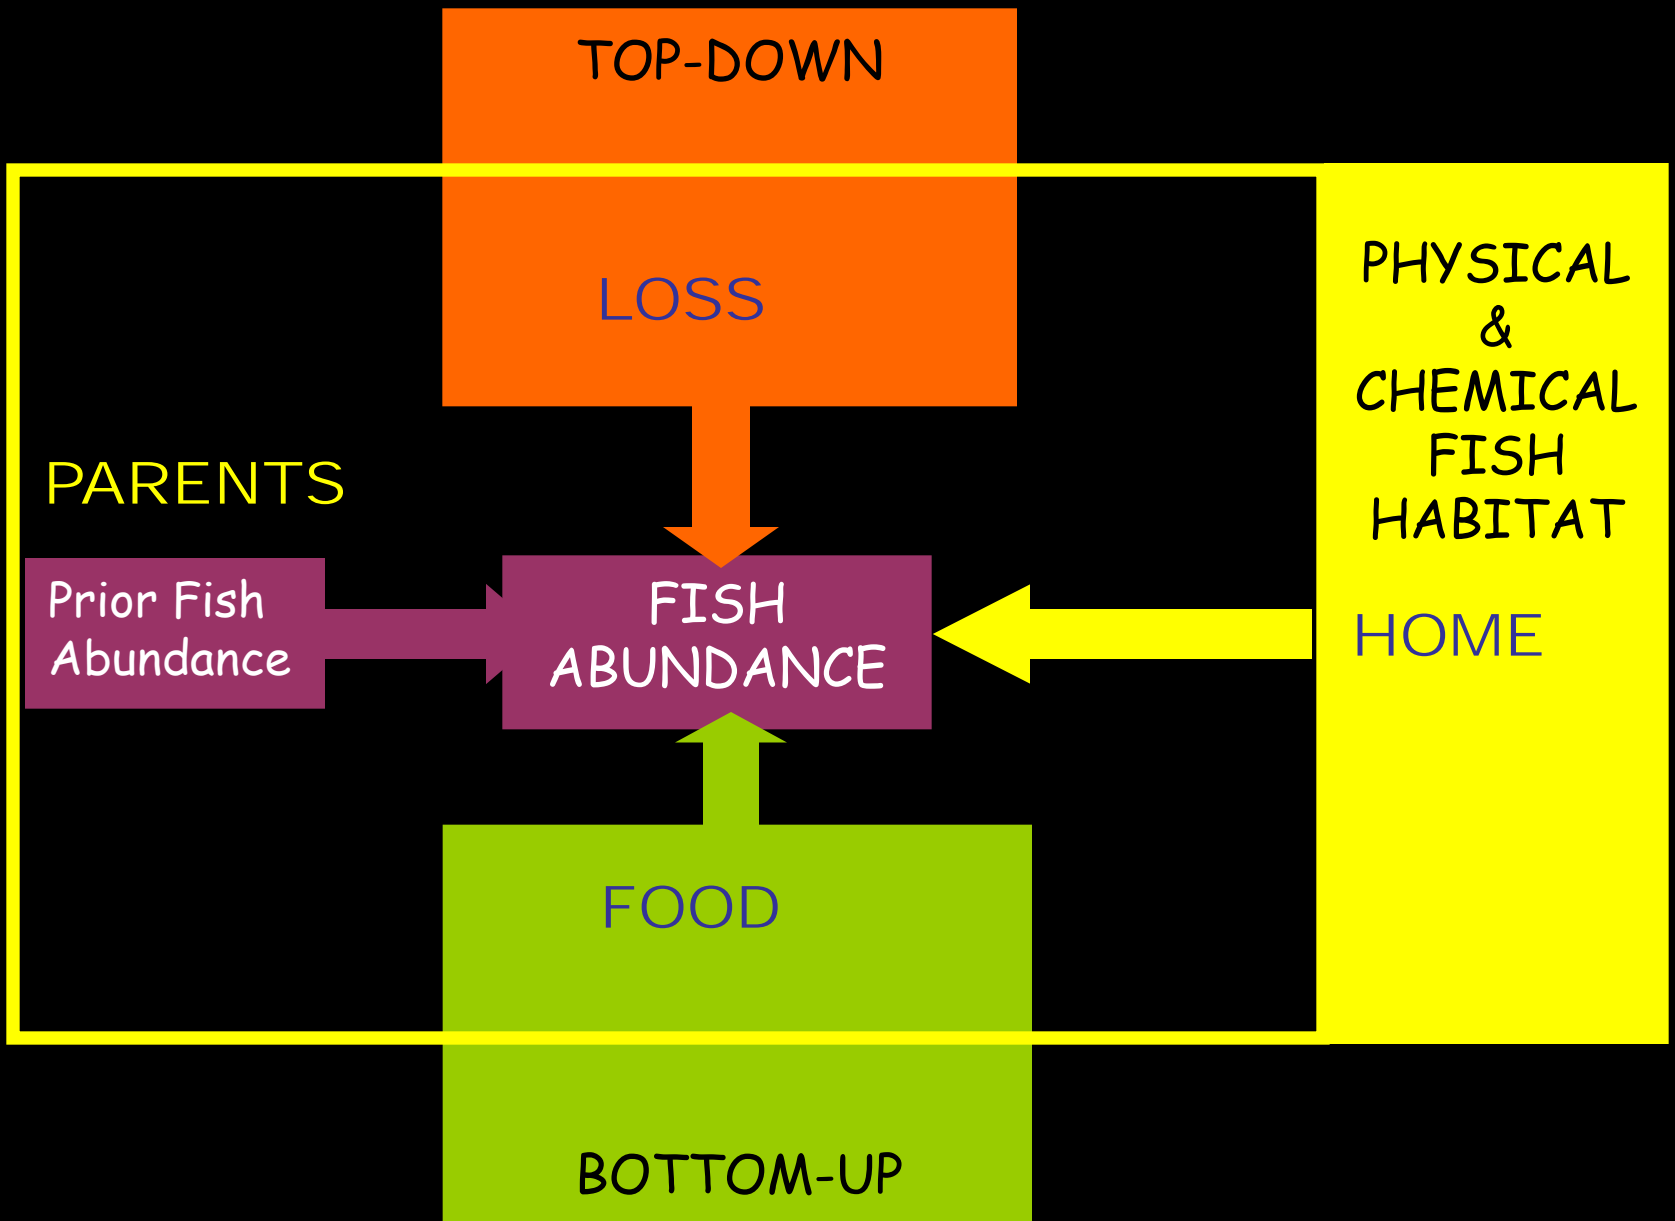 TOP-DOWN
LOSS
PHYSICAL
&
CHEMICAL
FISH
HABITAT
HOME
PARENTS
Prior Fish
Abundance
FISH
ABUNDANCE
FOOD
BOTTOM-UP